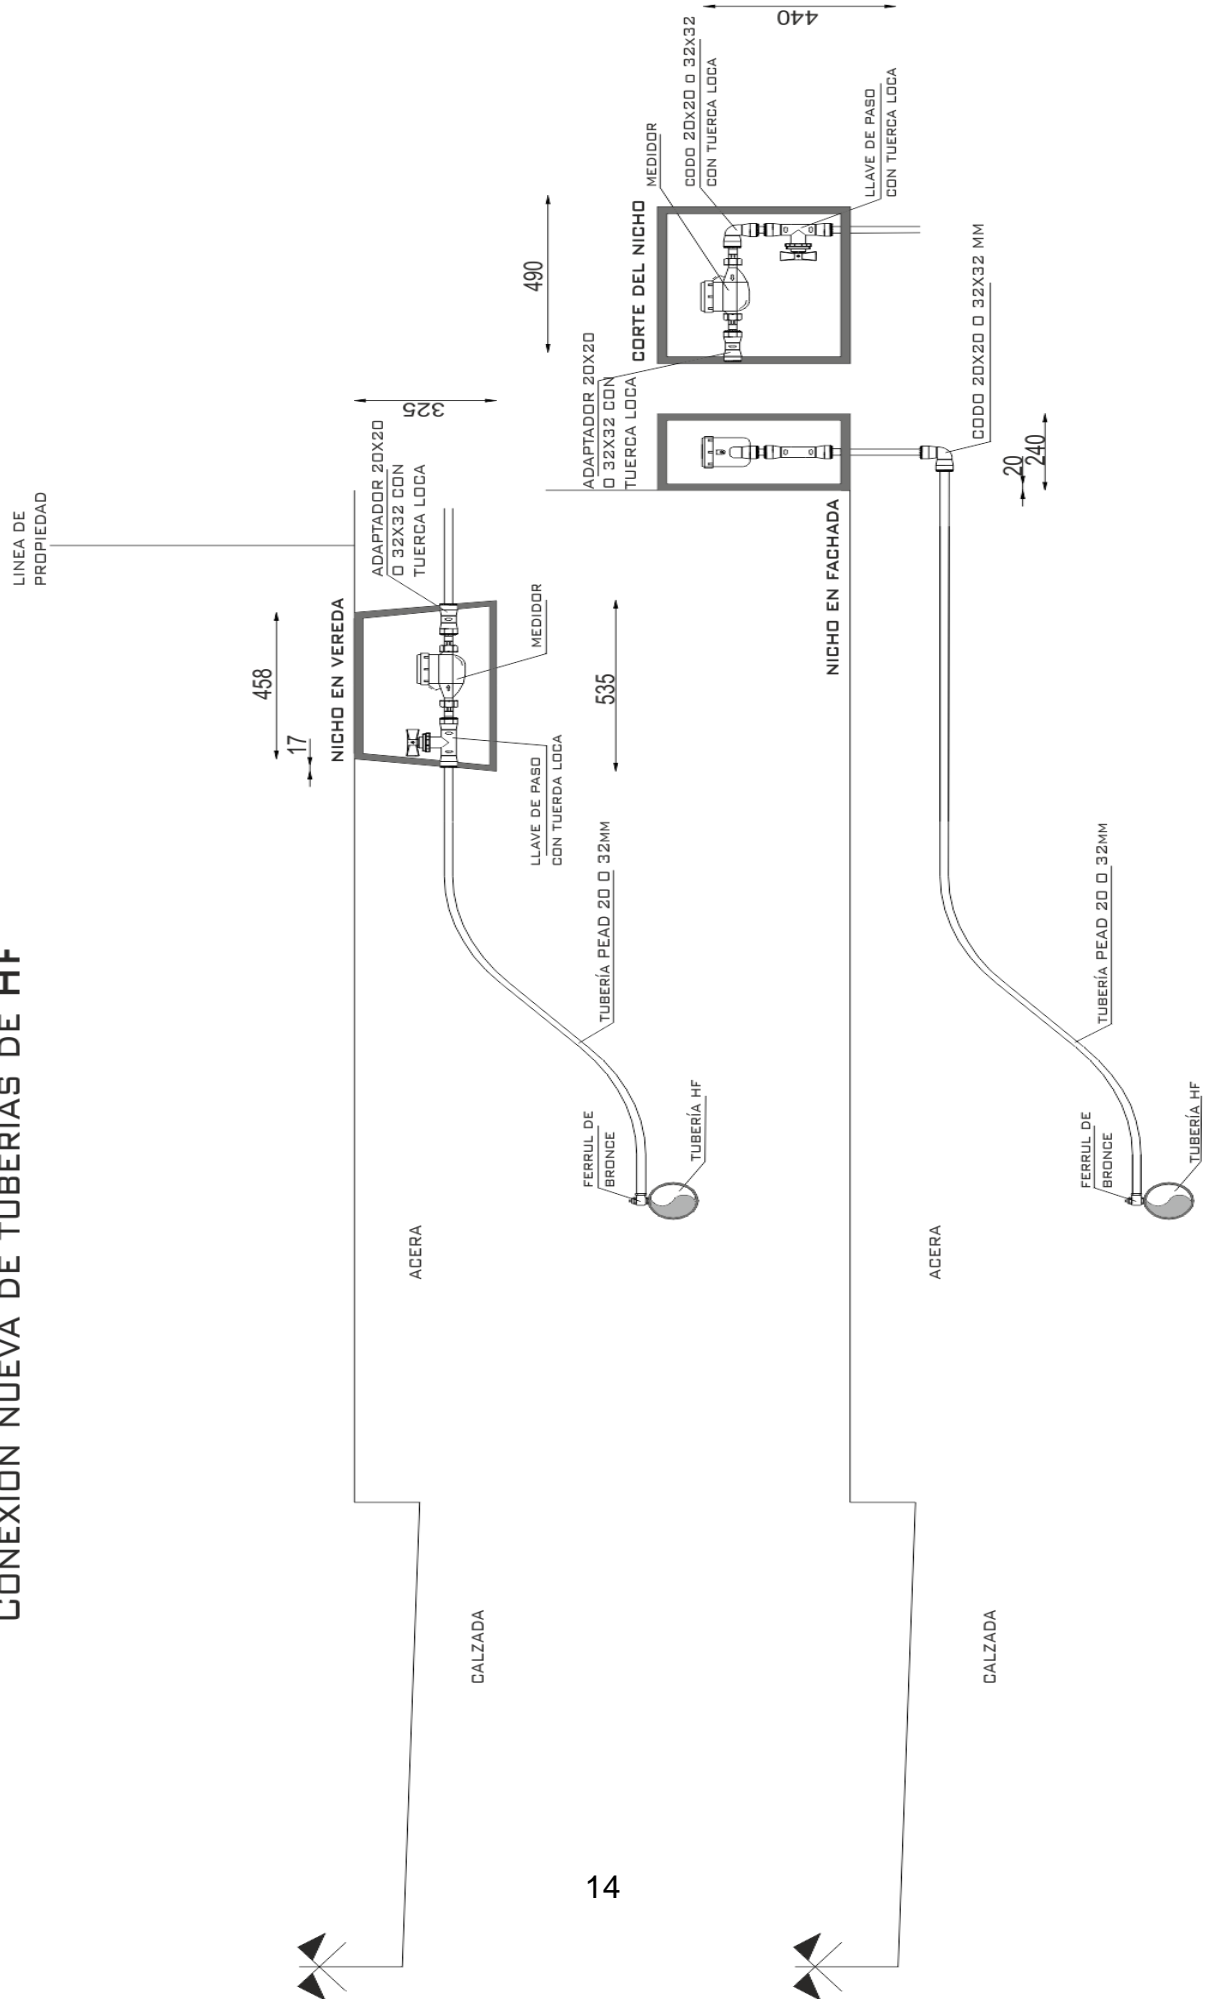 CONEXIÓN NUEVA DE TUBERÍAS DE HF
LINEA DE
PROPIEDAD
458
17
NICHO EN VEREDA
325
ADAPTADOR 20X20
O 32X32 CON
TUERCA LOCA
MEDIDOR
LLAVE DE PASO
CON TUERDA LOCA
535
TUBERÍA PEAD 20 O 32MM
FERRUL DE
BRONCE
TUBERÍA HF
ACERA
CALZADA
490
440
CORTE DEL NICHO
MEDIDOR
CODO 20X20 O 32X32
CON TUERCA LOCA
LLAVE DE PASO
CON TUERCA LOCA
ADAPTADOR 20X20
O 32X32 CON
TUERCA LOCA
NICHO EN FACHADA
CODO 20X20 O 32X32 MM
20
240
TUBERÍA PEAD 20 O 32MM
FERRUL DE
BRONCE
TUBERÍA HF
ACERA
CALZADA
14